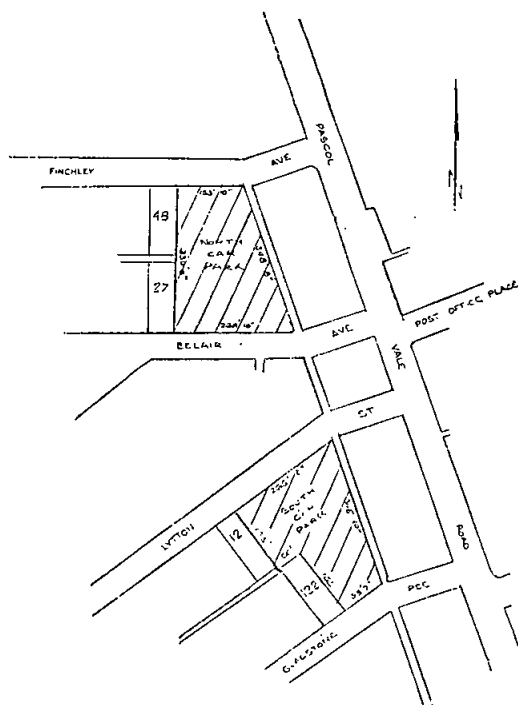 PASCOL
AVE
FINCHLEY
48
NORTH
CAR
PARK
27
POST OFFICE PLACE
AVE
BELAIR
VALE
ST
SOUTH
CAR
PARK
LYTTON
12
122
ROAD
PDE
GLADSTONE